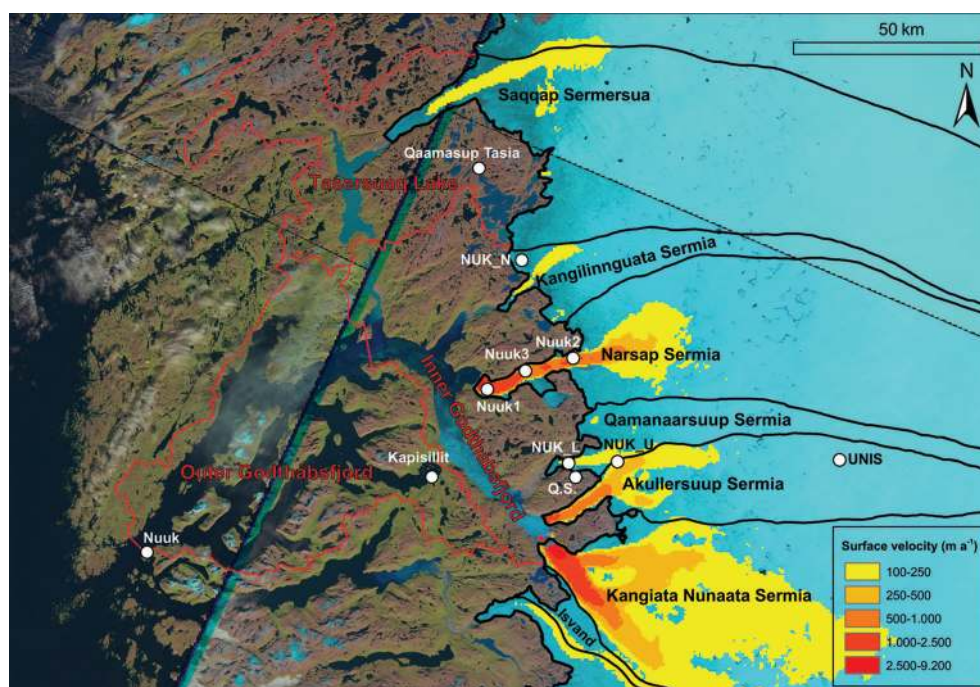 50 km
N
Saqqap Sermersua
Qaamasup Tasia
Tasersuaq Lake
NUK_N
Kangilinnguata Sermia
Nuuk2
Narsap Sermia
Nuuk3
Nuuk1
Inner Godthabsfjord
Qamanaarsuup Sermia
NUK_L
NUK_U
UNIS
Kapisillit
Outer Godthabsfjord
Q.S.
Akullersuup Sermia
Nuuk
Kangiata Nunaata Sermia
Isvand
Surface velocity (m a⁻¹)
100-250
250-500
500-1.000
1.000-2.500
2.500-9.200